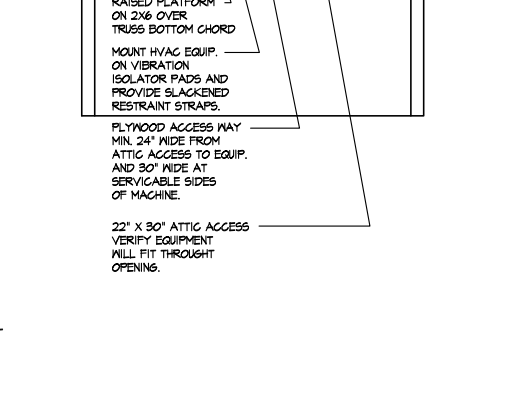 RAISED PLATFORM
ON 2X6 OVER
TRUSS BOTTOM CHORD
MOUNT HVAC EQUIP.
ON VIBRATION
ISOLATOR PADS AND
PROVIDE SLACKENED
RESTRAINT STRAPS.
PLYWOOD ACCESS WAY
MIN. 24" WIDE FROM
ATTIC ACCESS TO EQUIP.
AND 30" WIDE AT
SERVICABLE SIDES
OF MACHINE.
22" X 30" ATTIC ACCESS
VERIFY EQUIPMENT
WILL FIT THROUGHT
OPENING.